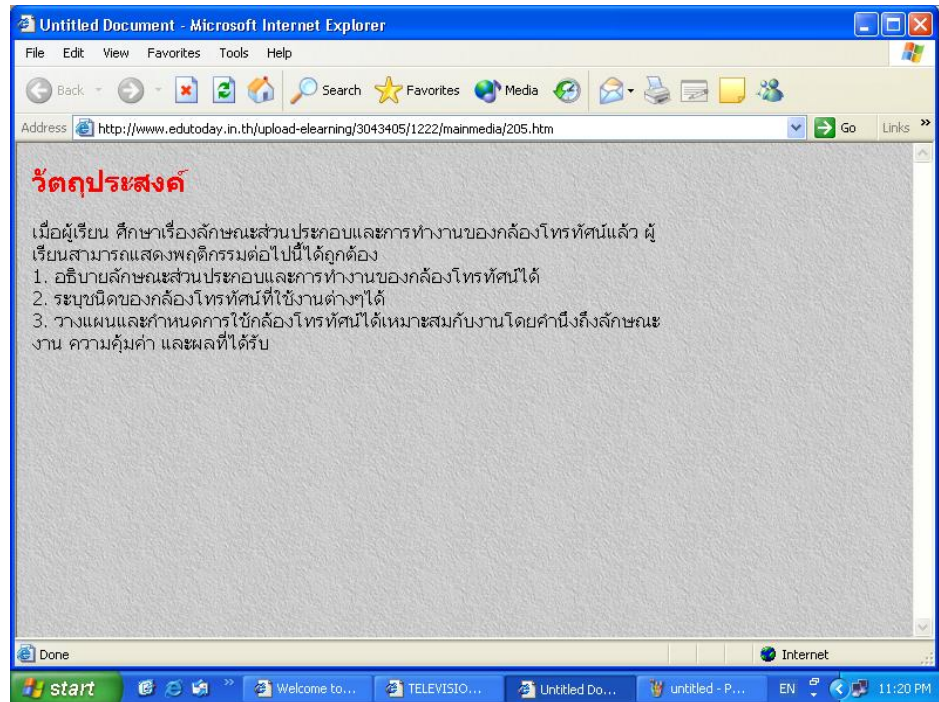 Untitled Document - Microsoft Internet Explorer
File Edit View Favorites Tools Help
Back Search Favorites Media
Address http://www.edutoday.in.th/upload-elearning/3043405/1222/mainmedia/205.htm Go Links »
วัตถุประสงค์
เมื่อผู้เรียน ศึกษาเรื่องลักษณะส่วนประกอบและการทำงานของกล้องโทรทัศน์แล้ว ผู้
เรียนสามารถแสดงพฤติกรรมต่อไปนี้ได้ถูกต้อง
1. อธิบายลักษณะส่วนประกอบและการทำงานของกล้องโทรทัศน์ได้
2. ระบุชนิดของกล้องโทรทัศน์ที่ใช้งานต่างๆได้
3. วางแผนและกำหนดการใช้กล้องโทรทัศน์ได้เหมาะสมกับงานโดยคำนึงถึงลักษณะ
งาน ความคุ้มค่า และผลที่ได้รับ
Done Internet
start » Welcome to... TELEVISIO... Untitled Do... untitled - P... EN 11:20 PM